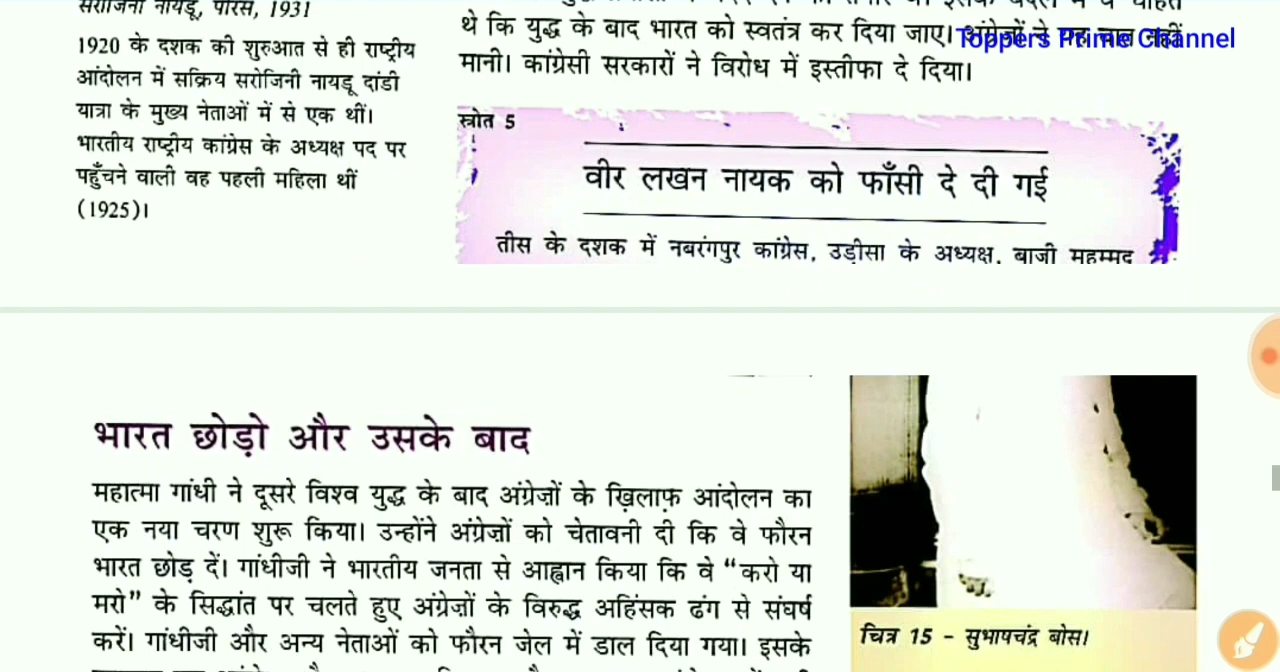 सरोजिनी नायडू, पेरिस, 1931
1920 के दशक की शुरुआत से ही राष्ट्रीय
आंदोलन में सक्रिय सरोजिनी नायडू दांडी
यात्रा के मुख्य नेताओं में से एक थीं।
भारतीय राष्ट्रीय कांग्रेस के अध्यक्ष पद पर
पहुँचने वाली वह पहली महिला थीं
(1925)।
थे कि युद्ध के बाद भारत को स्वतंत्र कर दिया जाए। अंग्रेज़ों ने यह बात नहीं
Toppers Prime Channel
मानी। कांग्रेसी सरकारों ने विरोध में इस्तीफा दे दिया।
स्रोत 5
वीर लखन नायक को फाँसी दे दी गई
तीस के दशक में नबरंगपुर कांग्रेस, उड़ीसा के अध्यक्ष, बाजी महम्मद
भारत छोड़ो और उसके बाद
महात्मा गांधी ने दूसरे विश्व युद्ध के बाद अंग्रेज़ों के ख़िलाफ़ आंदोलन का
एक नया चरण शुरू किया। उन्होंने अंग्रेज़ों को चेतावनी दी कि वे फौरन
भारत छोड़ दें। गांधीजी ने भारतीय जनता से आह्वान किया कि वे “करो या
मरो” के सिद्धांत पर चलते हुए अंग्रेज़ों के विरुद्ध अहिंसक ढंग से संघर्ष
करें। गांधीजी और अन्य नेताओं को फौरन जेल में डाल दिया गया। इसके
चित्र 15 – सुभाषचंद्र बोस।